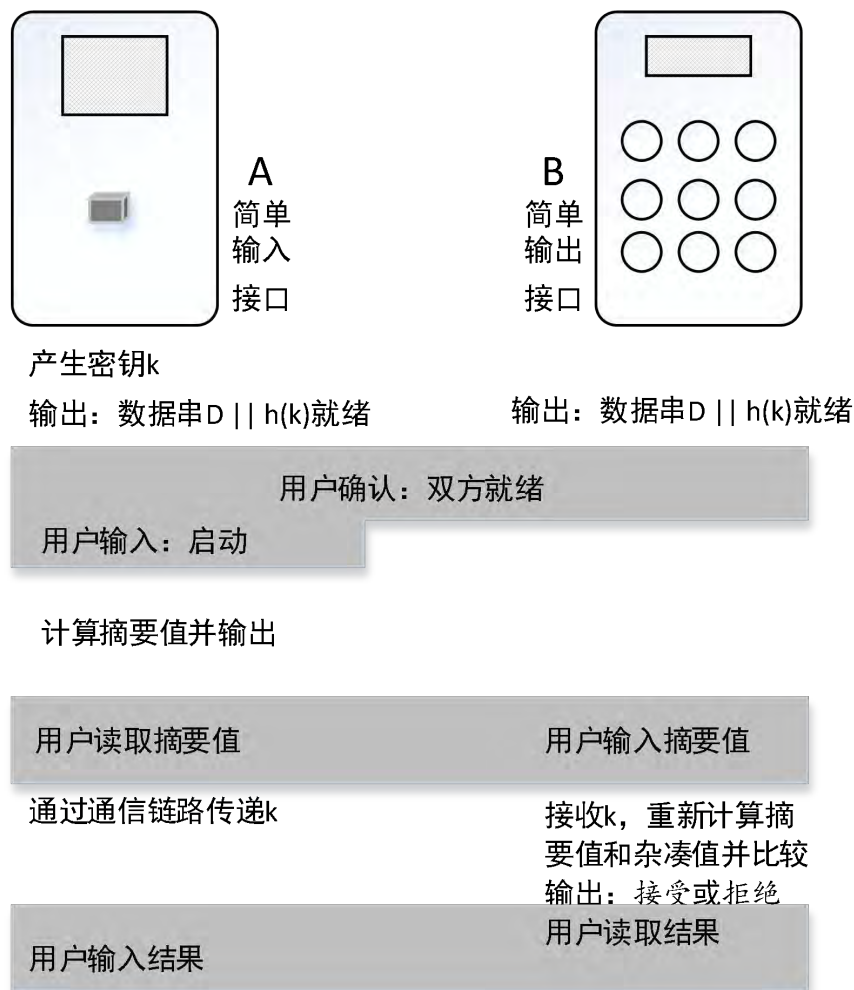 A
简单
输入
接口
B
简单
输出
接口
产生密钥k
输出：数据串D || h(k)就绪
输出：数据串D || h(k)就绪
用户确认：双方就绪
用户输入：启动
计算摘要值并输出
用户读取摘要值
用户输入摘要值
通过通信链路传递k
接收k，重新计算摘
要值和杂凑值并比较
输出：接受或拒绝
用户读取结果
用户输入结果